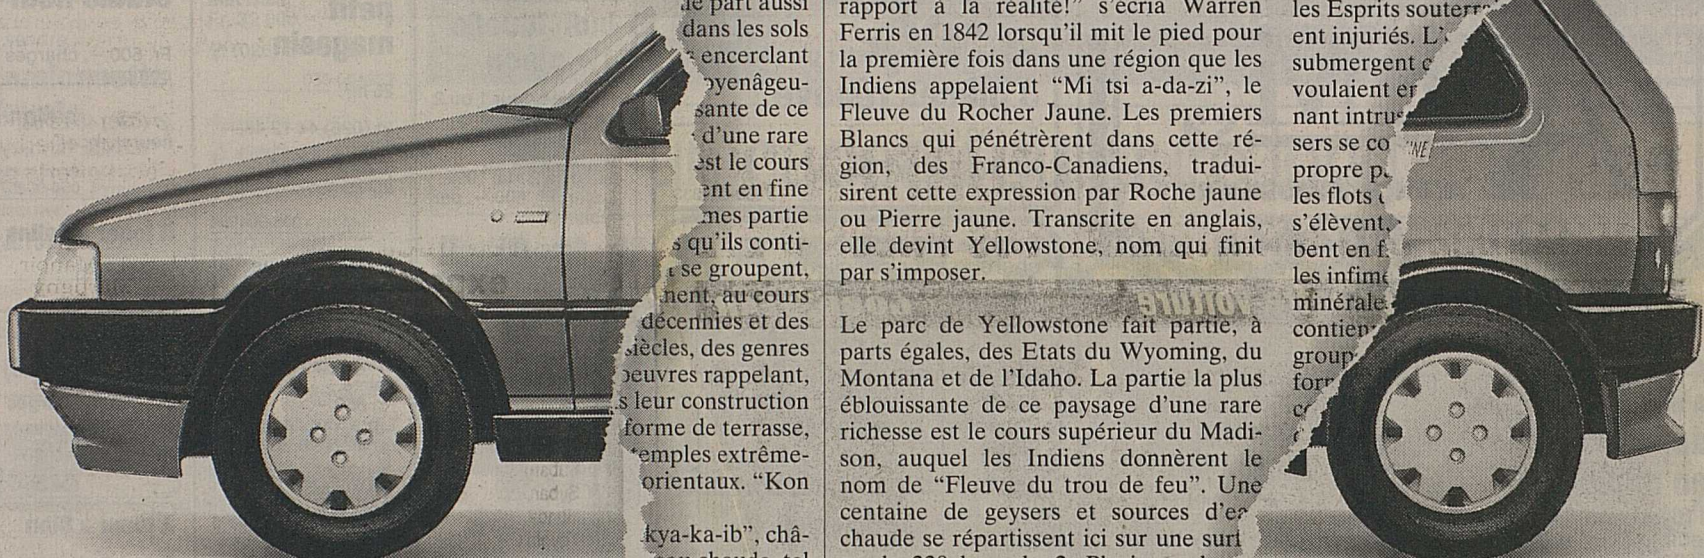 de part aussi
dans les sols
encerclant
oyenâgeu-
sante de ce
d'une rare
est le cours
ent en fine
mes partie
s qu'ils conti-
t se groupent,
nent, au cours
décennies et des
siècles, des genres
oeuvres rappelant,
s leur construction
forme de terrasse,
temples extrême-
orientaux. “Kon
kya-ka-ib”, châ-
rapport à la réalité!” s'écria Warren
Ferris en 1842 lorsqu'il mit le pied pour
la première fois dans une région que les
Indiens appelaient “Mi tsi a-da-zi”, le
Fleuve du Rocher Jaune. Les premiers
Blancs qui pénétrèrent dans cette ré-
gion, des Franco-Canadiens, tradui-
sirent cette expression par Roche jaune
ou Pierre jaune. Transcrite en anglais,
elle devint Yellowstone, nom qui finit
par s'imposer.
Le parc de Yellowstone fait partie, à
parts égales, des Etats du Wyoming, du
Montana et de l'Idaho. La partie la plus
éblouissante de ce paysage d'une rare
richesse est le cours supérieur du Madi-
son, auquel les Indiens donnèrent le
nom de “Fleuve du trou de feu”. Une
centaine de geysers et sources d'ea
chaude se répartissent ici sur une surf
les Esprits souterra
ent injuriés. L'
submergent c
voulaient er
nant intrus
sers se co
propre p
les flots
s'élèvent,
bent en f
les infime
minérale
contien
group
forr